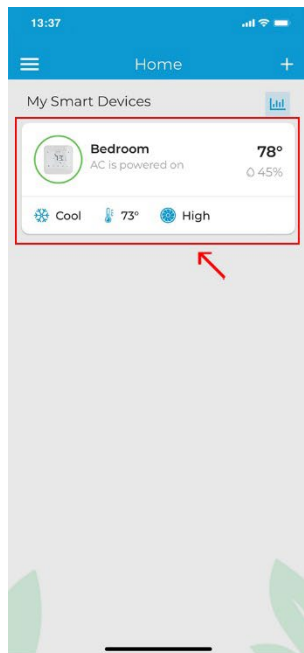 13:37
Home
My Smart Devices
Bedroom
AC is powered on
78°
45%
Cool
73°
High